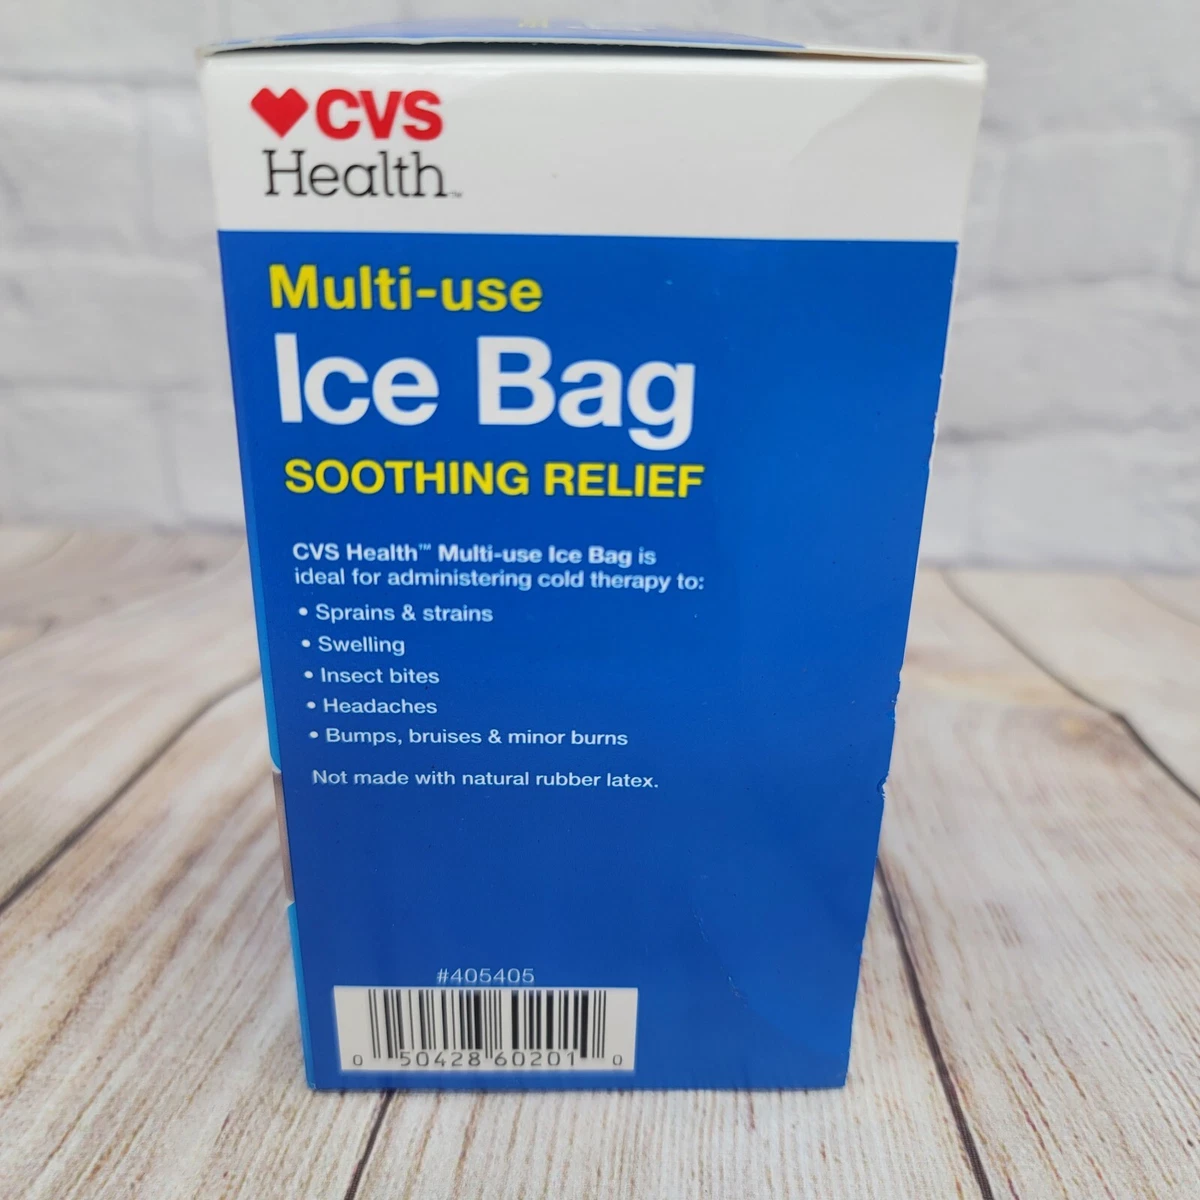 CVS
Health™
Multi-use
Ice Bag
SOOTHING RELIEF
CVS Health™ Multi-use Ice Bag is
ideal for administering cold therapy to:
• Sprains & strains
• Swelling
• Insect bites
• Headaches
• Bumps, bruises & minor burns
Not made with natural rubber latex.
#405405
0 50428 60201 0